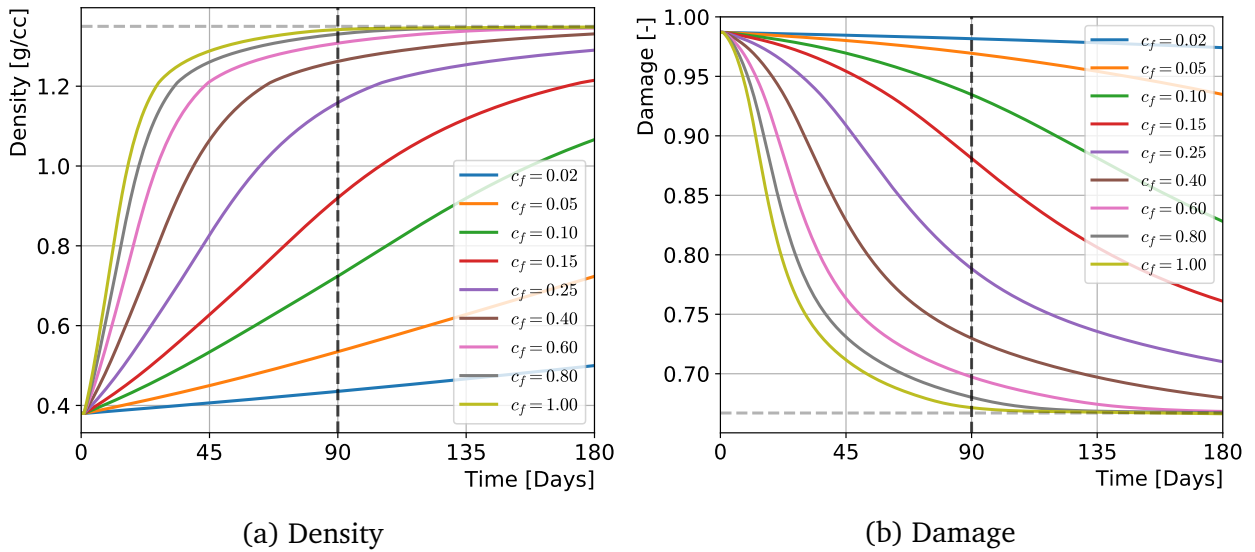 Density [g/cc]
1.2
1.0
0.8
0.6
0.4
0 45 90 135 180
Time [Days]
c_f = 0.02
c_f = 0.05
c_f = 0.10
c_f = 0.15
c_f = 0.25
c_f = 0.40
c_f = 0.60
c_f = 0.80
c_f = 1.00
(a) Density
Damage [-]
1.00
0.95
0.90
0.85
0.80
0.75
0.70
0 45 90 135 180
Time [Days]
c_f = 0.02
c_f = 0.05
c_f = 0.10
c_f = 0.15
c_f = 0.25
c_f = 0.40
c_f = 0.60
c_f = 0.80
c_f = 1.00
(b) Damage